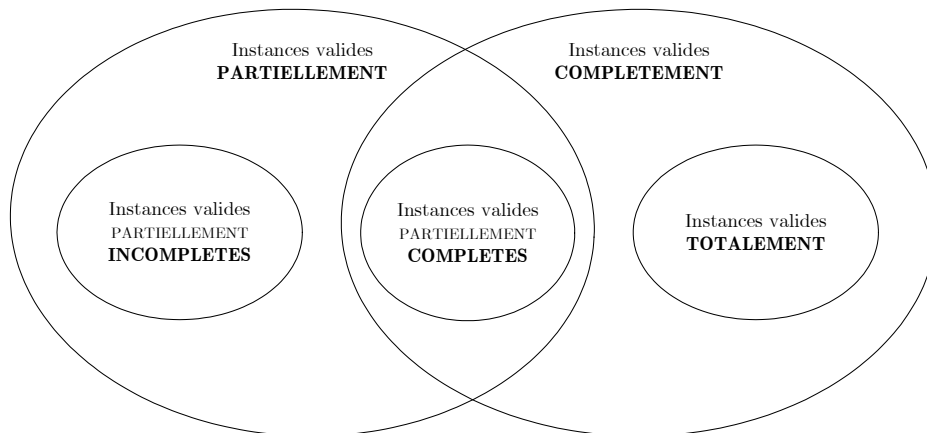 Instances valides
PARTIELLEMENT
Instances valides
COMPLETEMENT
Instances valides
PARTIELLEMENT
INCOMPLETES
Instances valides
PARTIELLEMENT
COMPLETES
Instances valides
TOTALEMENT